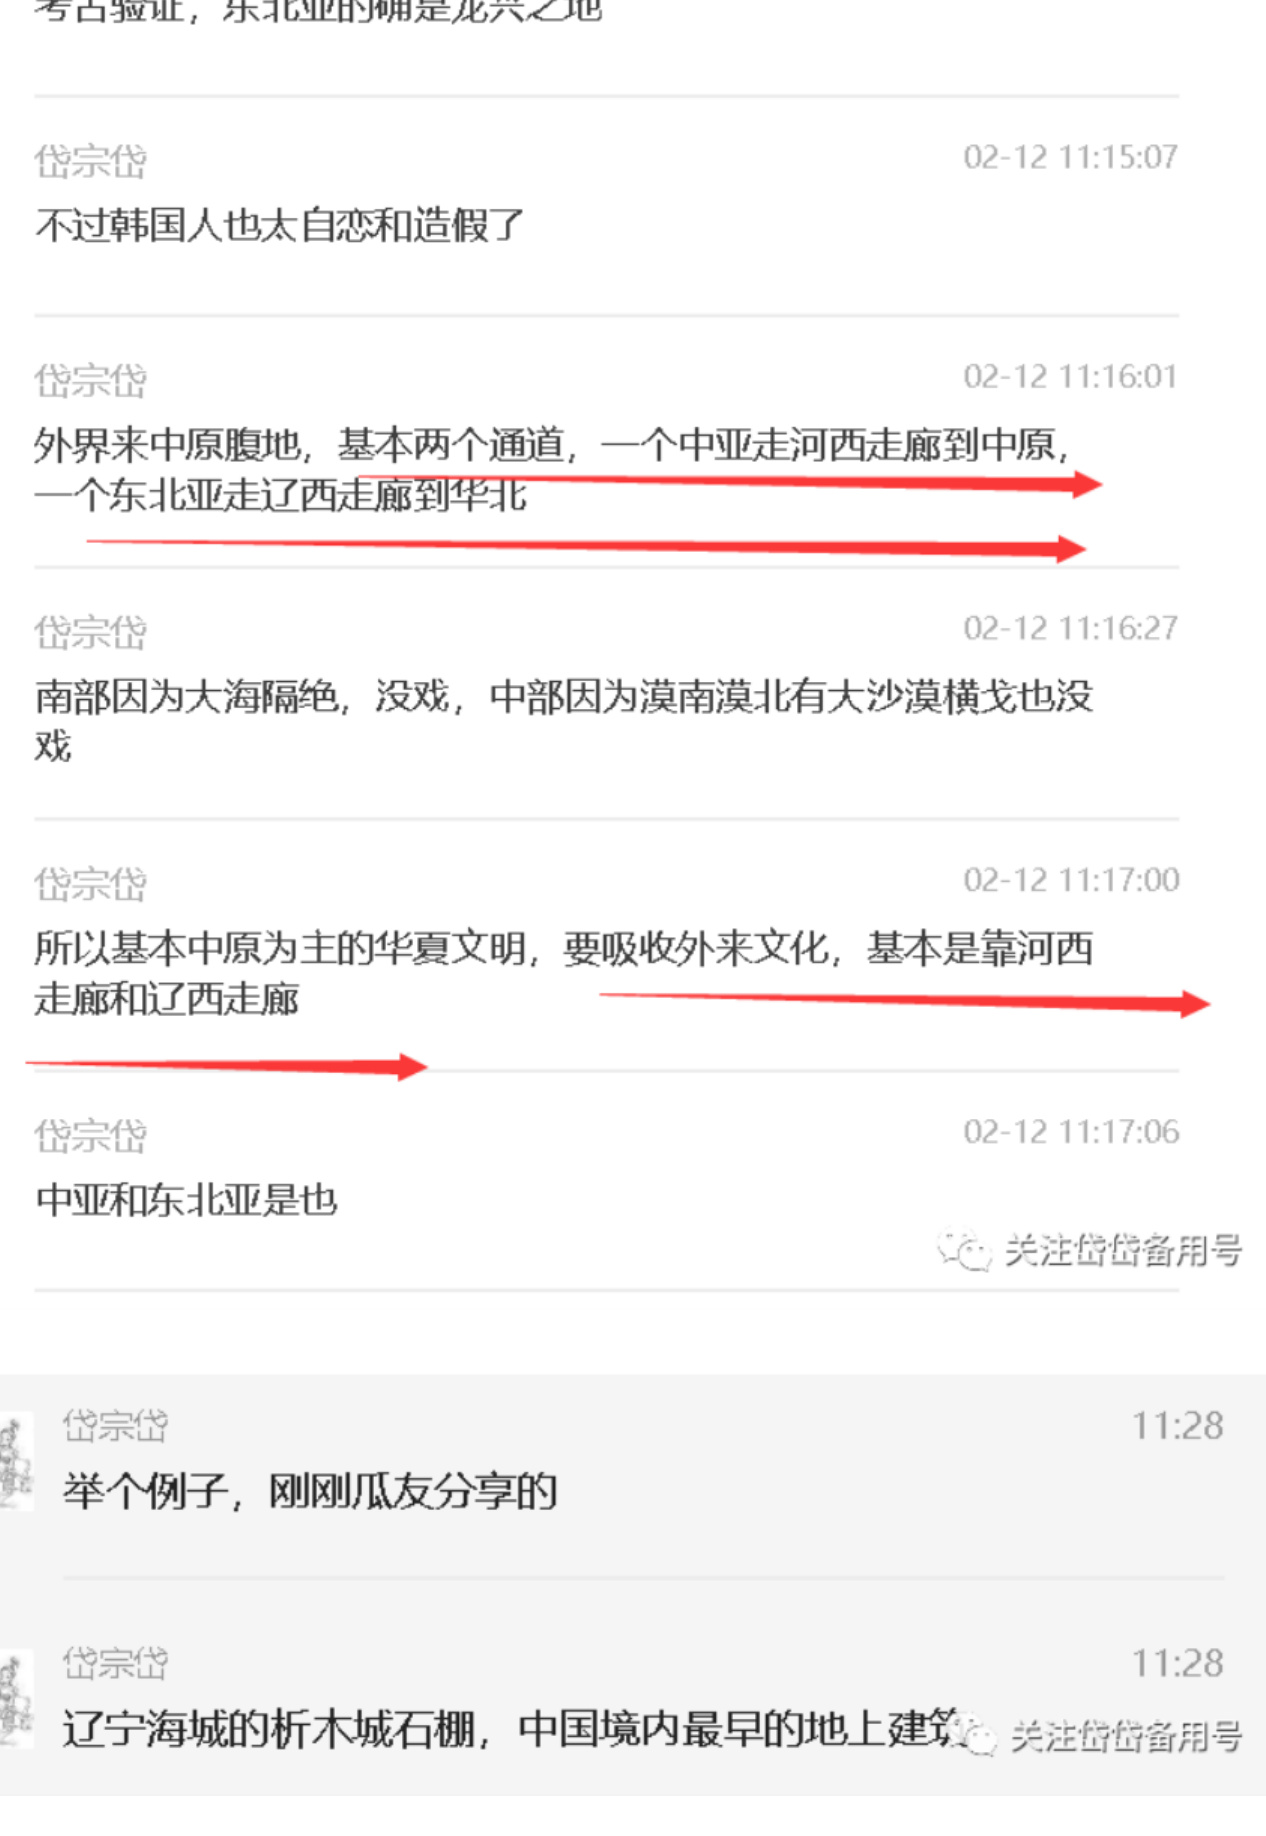 考古验证，东北亚的确是龙兴之地
岱宗岱 02-12 11:15:07
不过韩国人也太自恋和造假了
岱宗岱 02-12 11:16:01
外界来中原腹地，基本两个通道，一个中亚走河西走廊到中原，
一个东北亚走辽西走廊到华北
岱宗岱 02-12 11:16:27
南部因为大海隔绝，没戏，中部因为漠南漠北有大沙漠横戈也没
戏
岱宗岱 02-12 11:17:00
所以基本中原为主的华夏文明，要吸收外来文化，基本是靠河西
走廊和辽西走廊
岱宗岱 02-12 11:17:06
中亚和东北亚是也
关注岱岱备用号
岱宗岱 11:28
举个例子，刚刚瓜友分享的
岱宗岱 11:28
辽宁海城的析木城石棚，中国境内最早的地上建筑
关注岱岱备用号